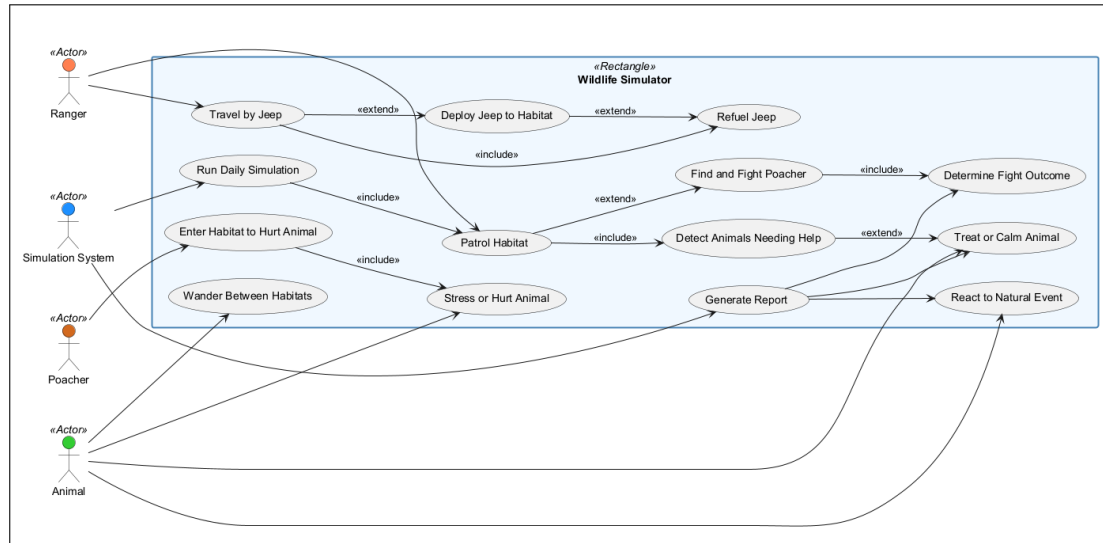 «Actor»
Ranger
«Actor»
Simulation System
«Actor»
Poacher
«Actor»
Animal
«Rectangle»
Wildlife Simulator
Travel by Jeep
«extend»
Deploy Jeep to Habitat
«extend»
Refuel Jeep
«include»
Run Daily Simulation
«include»
Find and Fight Poacher
«include»
Determine Fight Outcome
«extend»
Enter Habitat to Hurt Animal
Patrol Habitat
«include»
Detect Animals Needing Help
«extend»
Treat or Calm Animal
«include»
Wander Between Habitats
Stress or Hurt Animal
Generate Report
React to Natural Event